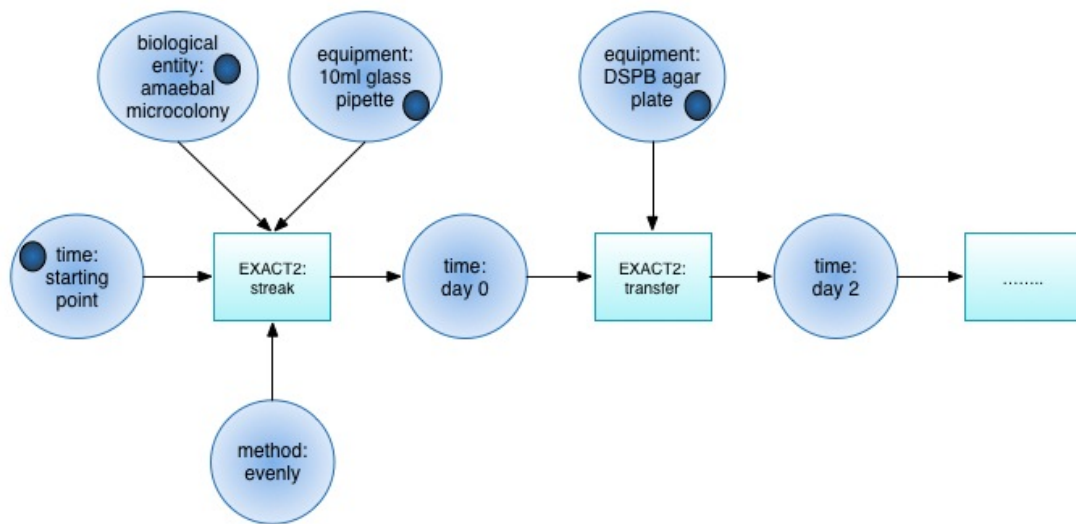 biological
entity:
amaebal
microcolony
equipment:
10ml glass
pipette
equipment:
DSPB agar
plate
time:
starting
point
EXACT2:
streak
time:
day 0
EXACT2:
transfer
time:
day 2
........
method:
evenly